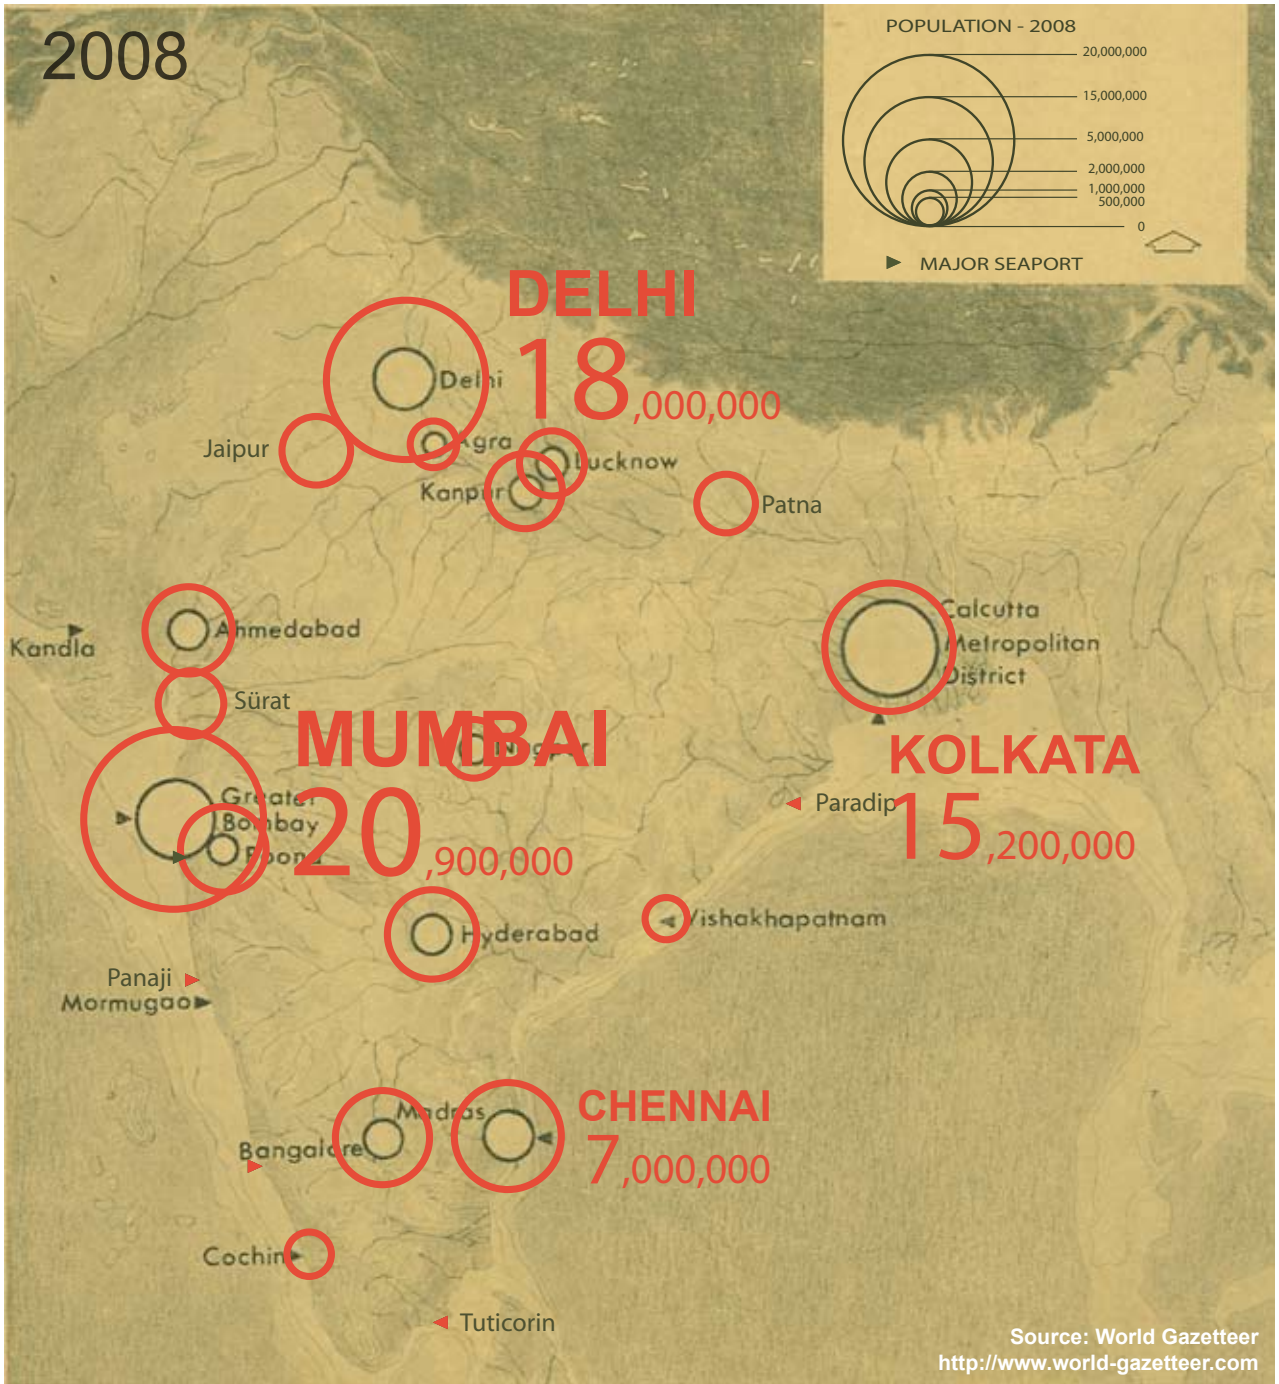 2008
POPULATION - 2008
20,000,000
15,000,000
5,000,000
2,000,000
1,000,000
500,000
0
MAJOR SEAPORT
DELHI
18,000,000
Delhi
Jaipur
Agra
Lucknow
Kanpur
Patna
Ahmedabad
Kandla
Calcutta
Metropolitan
District
Sürat
MUMBAI
Nagpur
KOLKATA
Greater
Bombay
Poona
20,900,000
Paradip
15,200,000
Hyderabad
Vishakhapatnam
Panaji
Mormugao
Madras
CHENNAI
7,000,000
Bangalore
Cochin
Tuticorin
Source: World Gazetteer
http://www.world-gazetteer.com